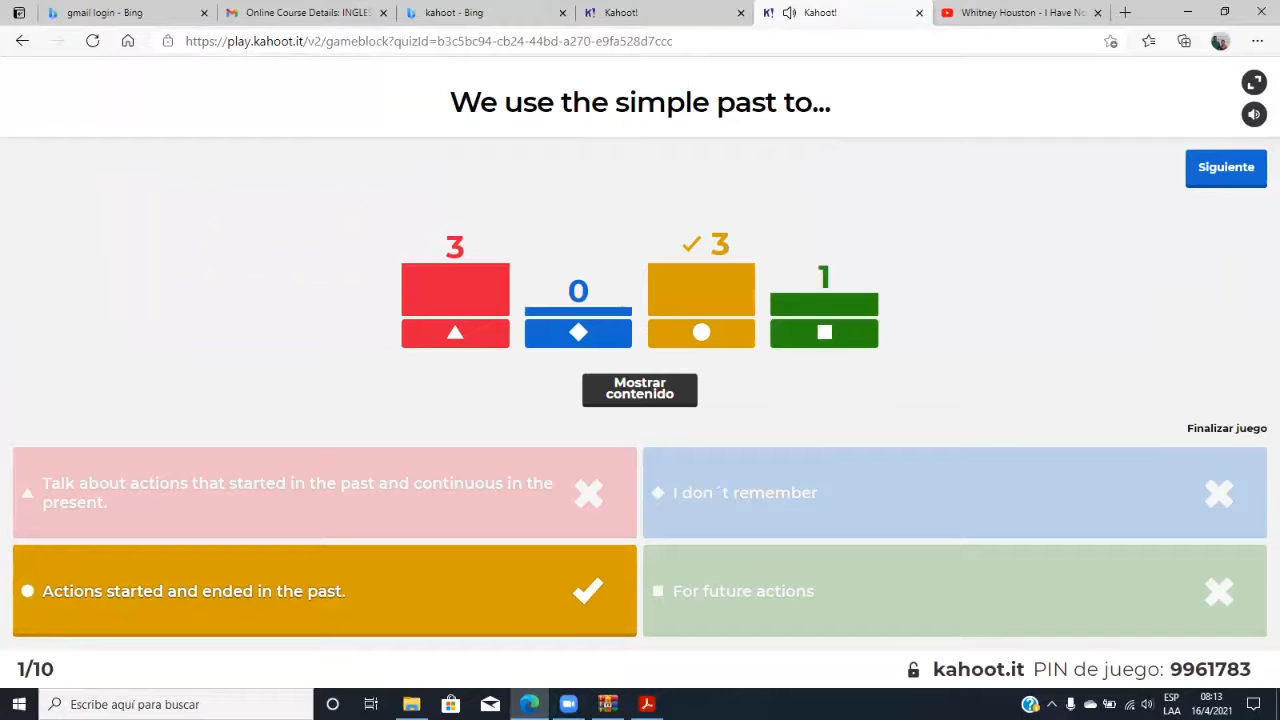 gmail login - Bing
Online Course Details: INGLES
kahoot - Bing
Kahoot!
Kahoot!
Whitney Houston - I Have No
https://play.kahoot.it/v2/gameblock?quizId=b3c5bc94-cb24-44bd-a270-e9fa528d7ccc
We use the simple past to...
Siguiente
3
0
3
1
Mostrar
contenido
Finalizar juego
Talk about actions that started in the past and continuous in the
present.
I don´t remember
Actions started and ended in the past.
For future actions
1/10
kahoot.it PIN de juego: 9961783
Escribe aquí para buscar
ESP
LAA
08:13
16/4/2021